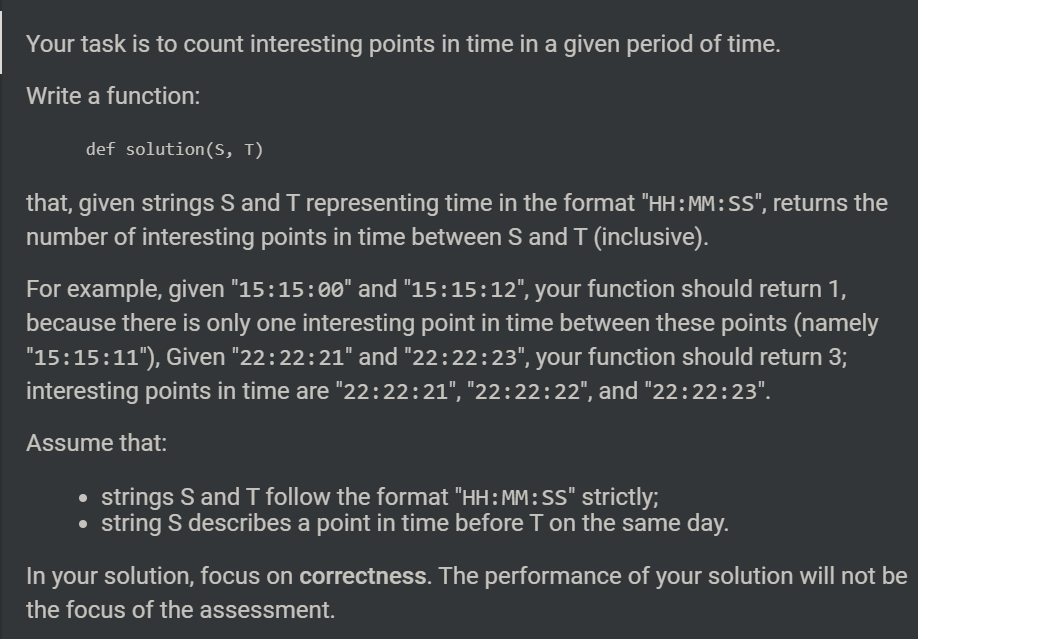 Your task is to count interesting points in time in a given period of time.
Write a function:
def solution(S, T)
that, given strings S and T representing time in the format "HH:MM:SS", returns the
number of interesting points in time between S and T (inclusive).
For example, given "15:15:00" and "15:15:12", your function should return 1,
because there is only one interesting point in time between these points (namely
"15:15:11"), Given "22:22:21" and "22:22:23", your function should return 3;
interesting points in time are "22:22:21", "22:22:22", and "22:22:23".
Assume that:
• strings S and T follow the format "HH:MM:SS" strictly;
• string S describes a point in time before T on the same day.
In your solution, focus on correctness. The performance of your solution will not be
the focus of the assessment.